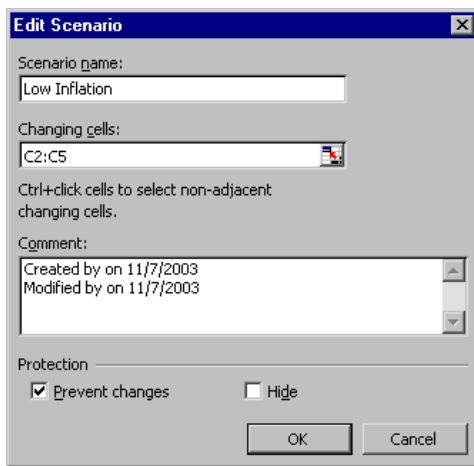 Edit Scenario
Scenario name:
Low Inflation
Changing cells:
C2:C5
Ctrl+click cells to select non-adjacent
changing cells.
Comment:
Created by on 11/7/2003
Modified by on 11/7/2003
Protection
Prevent changes Hide
OK Cancel